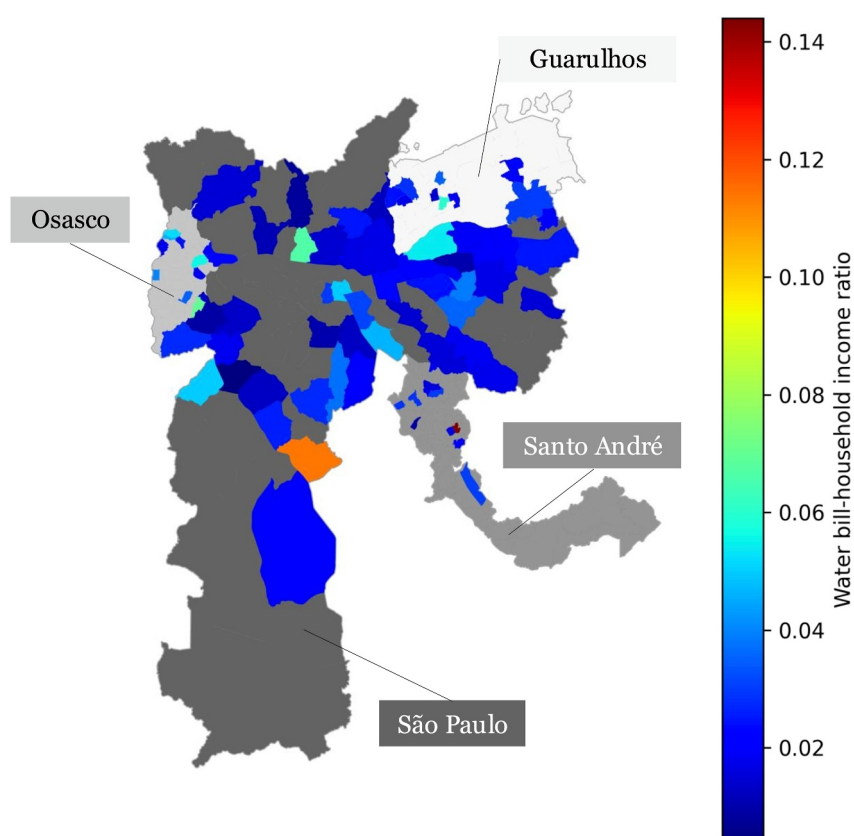 Guarulhos
Osasco
Santo André
São Paulo
0.14
0.12
0.10
0.08
0.06
0.04
0.02
Water bill-household income ratio